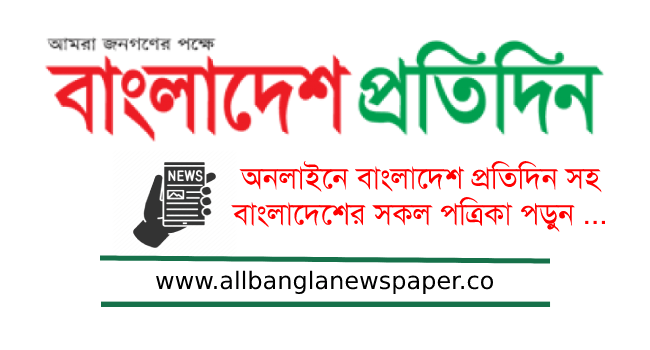 আমরা জনগণের পক্ষে
বাংলাদেশ প্রতিদিন
NEWS
অনলাইনে বাংলাদেশ প্রতিদিন সহ
বাংলাদেশের সকল পত্রিকা পড়ুন ...
www.allbanglanewspaper.co